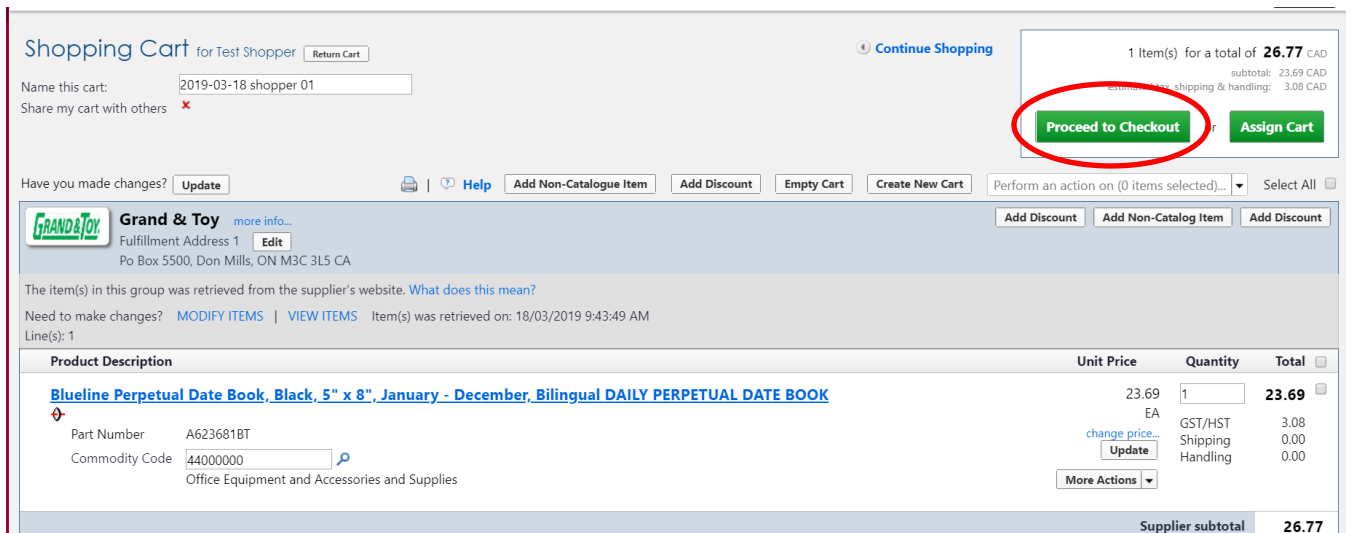 Shopping Cart for Test Shopper Return Cart
Continue Shopping
1 Item(s) for a total of 26.77 CAD
subtotal: 23.69 CAD
estimated tax, shipping & handling: 3.08 CAD
Name this cart: 2019-03-18 shopper 01
Share my cart with others
Proceed to Checkout or Assign Cart
Have you made changes? Update | Help Add Non-Catalogue Item Add Discount Empty Cart Create New Cart Perform an action on (0 items selected)... Select All
GRAND&TOY Grand & Toy more info... Add Discount Add Non-Catalog Item Add Discount
Fulfillment Address 1 Edit
Po Box 5500, Don Mills, ON M3C 3L5 CA
The item(s) in this group was retrieved from the supplier's website. What does this mean?
Need to make changes? MODIFY ITEMS | VIEW ITEMS Item(s) was retrieved on: 18/03/2019 9:43:49 AM
Line(s): 1
Product Description Unit Price Quantity Total
Blueline Perpetual Date Book, Black, 5" x 8", January - December, Bilingual DAILY PERPETUAL DATE BOOK 23.69 1 23.69
EA
Part Number A623681BT
GST/HST 3.08
change price...
Shipping 0.00
Update
Handling 0.00
Commodity Code 44000000
Office Equipment and Accessories and Supplies
More Actions
Supplier subtotal 26.77